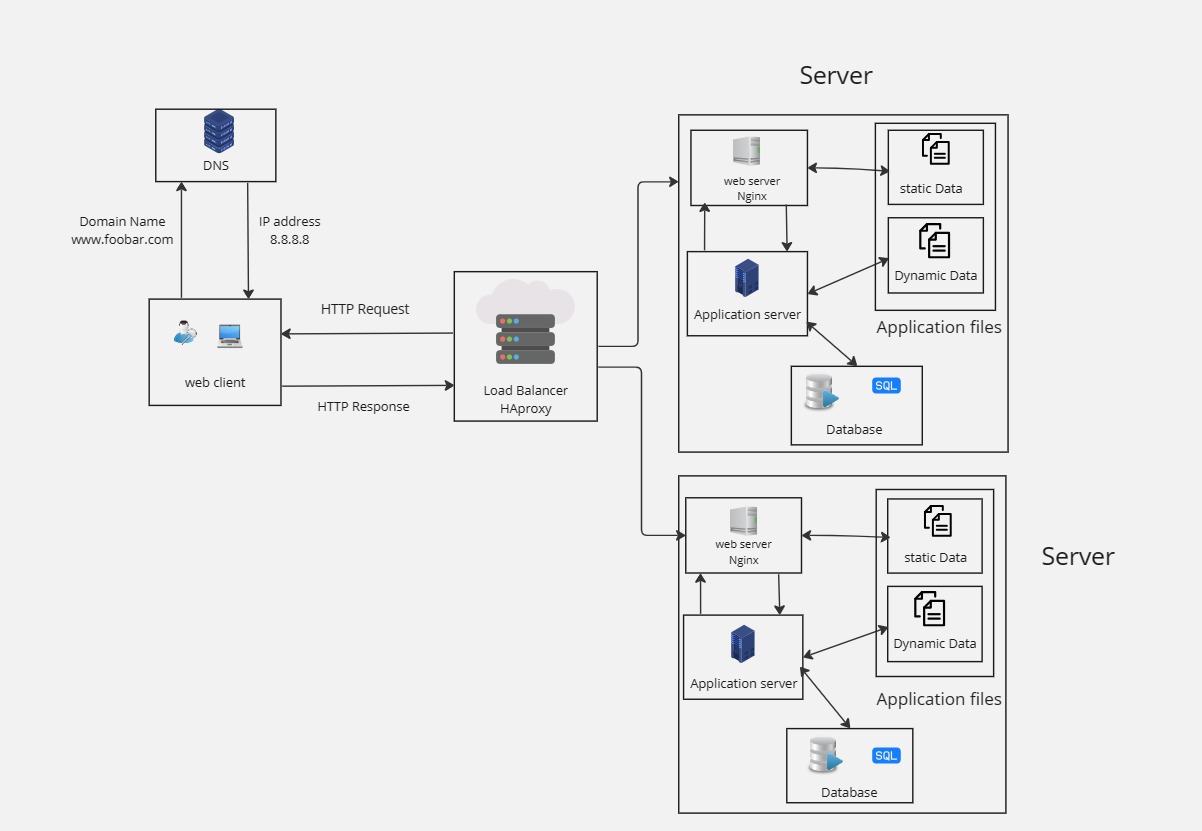 Server
DNS
Domain Name
www.foobar.com
IP address
8.8.8.8
web client
HTTP Request
HTTP Response
Load Balancer
HAproxy
web server
Nginx
static Data
Dynamic Data
Application server
Application files
SQL
Database
Server
web server
Nginx
static Data
Dynamic Data
Application server
Application files
SQL
Database